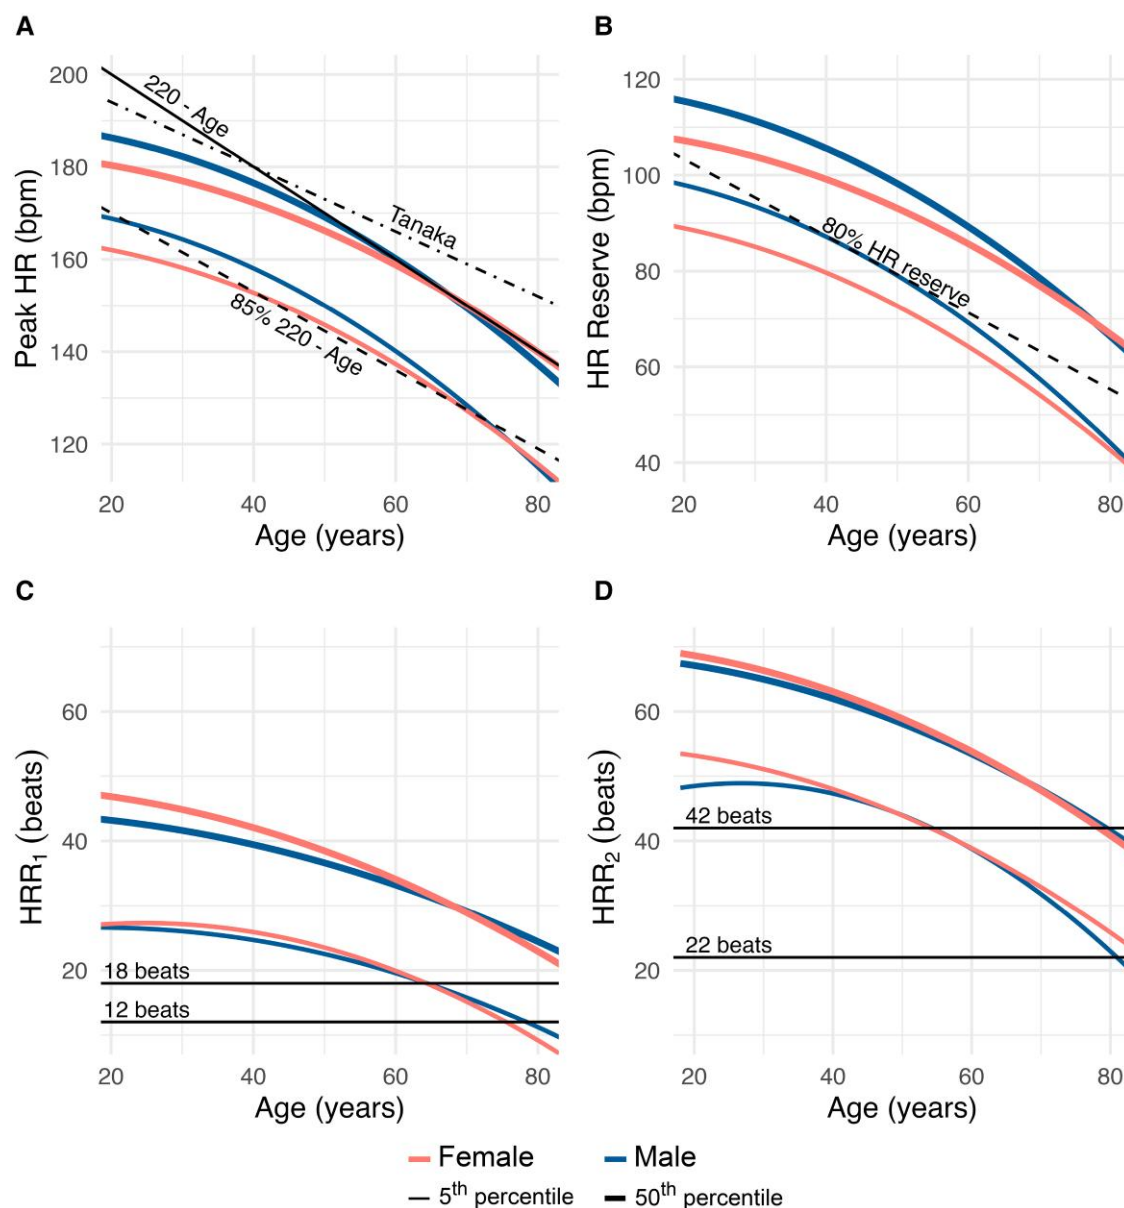 A
Peak HR (bpm)
200
180
160
140
120
220 - Age
Tanaka
85% 220 - Age
20 40 60 80
Age (years)
B
HR Reserve (bpm)
120
100
80
60
40
80% HR reserve
20 40 60 80
Age (years)
C
HRR₁ (beats)
60
40
20
18 beats
12 beats
20 40 60 80
Age (years)
D
HRR₂ (beats)
60
40
20
42 beats
22 beats
20 40 60 80
Age (years)
Female Male
5th percentile 50th percentile